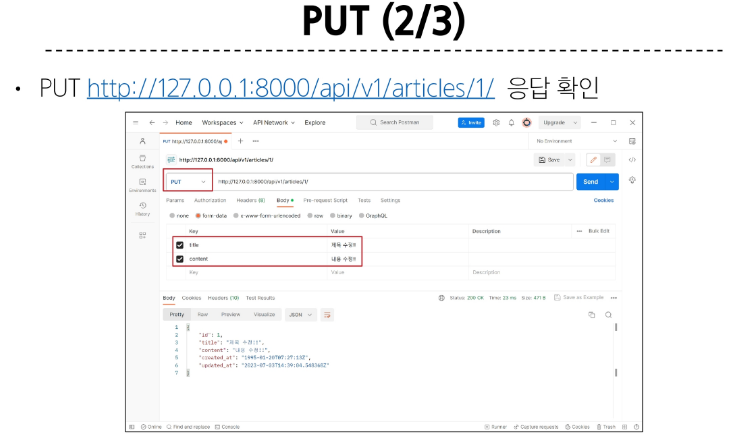 PUT (2/3)
• PUT http://127.0.0.1:8000/api/v1/articles/1/ 응답 확인
Home Workspaces API Network Explore Search Postman Invite Upgrade
PUT http://127.0.0.1:8000/ap No Environment
Collections
http://127.0.0.1:8000/api/v1/articles/1/ Save
Environments
PUT http://127.0.0.1:8000/api/v1/articles/1/ Send
History
Params Authorization Headers (8) Body Pre-request Script Tests Settings Cookies
none form-data x-www-form-urlencoded raw binary GraphQL
Key Value Description Bulk Edit
title 제목 수정!!
content 내용 수정!!
Key Value Description
Body Cookies Headers (10) Test Results Status: 200 OK Time: 23 ms Size: 471 B Save as Example
Pretty Raw Preview Visualize JSON
1 {
2 "id": 1,
3 "title": "제목 수정!!",
4 "content": "내용 수정!!",
5 "created_at": "1995-01-20T07:27:13Z",
6 "updated_at":
7 }
Online Find and replace Console Runner Capture requests Cookies Trash